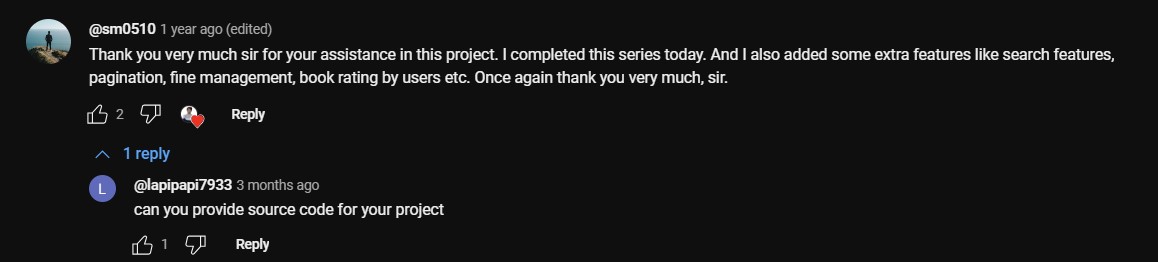 @sm0510 1 year ago (edited)
Thank you very much sir for your assistance in this project. I completed this series today. And I also added some extra features like search features,
pagination, fine management, book rating by users etc. Once again thank you very much, sir.
2 Reply
1 reply
L @lapipapi7933 3 months ago
can you provide source code for your project
1 Reply